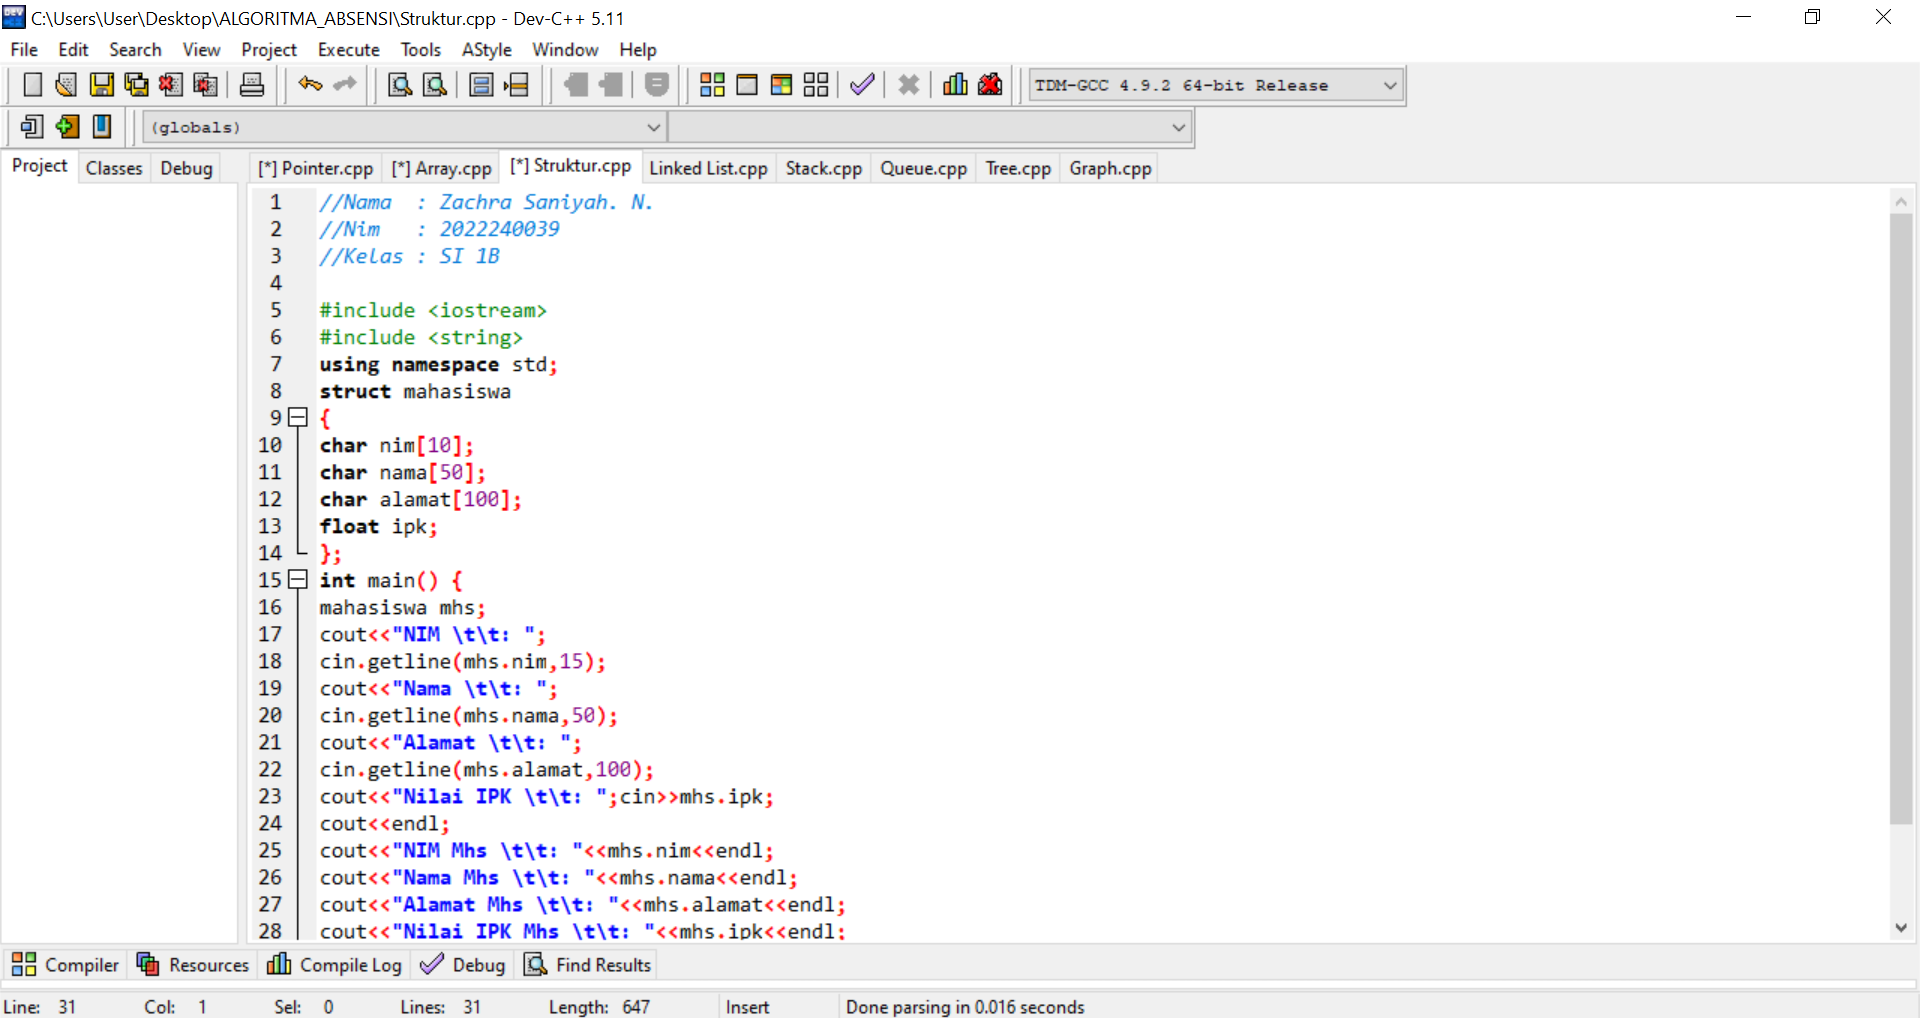 C:\Users\User\Desktop\ALGORITMA_ABSENSI\Struktur.cpp - Dev-C++ 5.11
File Edit Search View Project Execute Tools AStyle Window Help
TDM-GCC 4.9.2 64-bit Release
(globals)
Project Classes Debug [*] Pointer.cpp [*] Array.cpp [*] Struktur.cpp Linked List.cpp Stack.cpp Queue.cpp Tree.cpp Graph.cpp
1 //Nama  : Zachra Saniyah. N.
2 //Nim   : 2022240039
3 //Kelas : SI 1B
4
5 #include <iostream>
6 #include <string>
7 using namespace std;
8 struct mahasiswa
9 {
10 char nim[10];
11 char nama[50];
12 char alamat[100];
13 float ipk;
14 };
15 int main() {
16 mahasiswa mhs;
17 cout<<"NIM \t\t: ";
18 cin.getline(mhs.nim,15);
19 cout<<"Nama \t\t: ";
20 cin.getline(mhs.nama,50);
21 cout<<"Alamat \t\t: ";
22 cin.getline(mhs.alamat,100);
23 cout<<"Nilai IPK \t\t: ";cin>>mhs.ipk;
24 cout<<endl;
25 cout<<"NIM Mhs \t\t: "<<mhs.nim<<endl;
26 cout<<"Nama Mhs \t\t: "<<mhs.nama<<endl;
27 cout<<"Alamat Mhs \t\t: "<<mhs.alamat<<endl;
28 cout<<"Nilai IPK Mhs \t\t: "<<mhs.ipk<<endl;
Compiler Resources Compile Log Debug Find Results
Line: 31 Col: 1 Sel: 0 Lines: 31 Length: 647 Insert Done parsing in 0.016 seconds